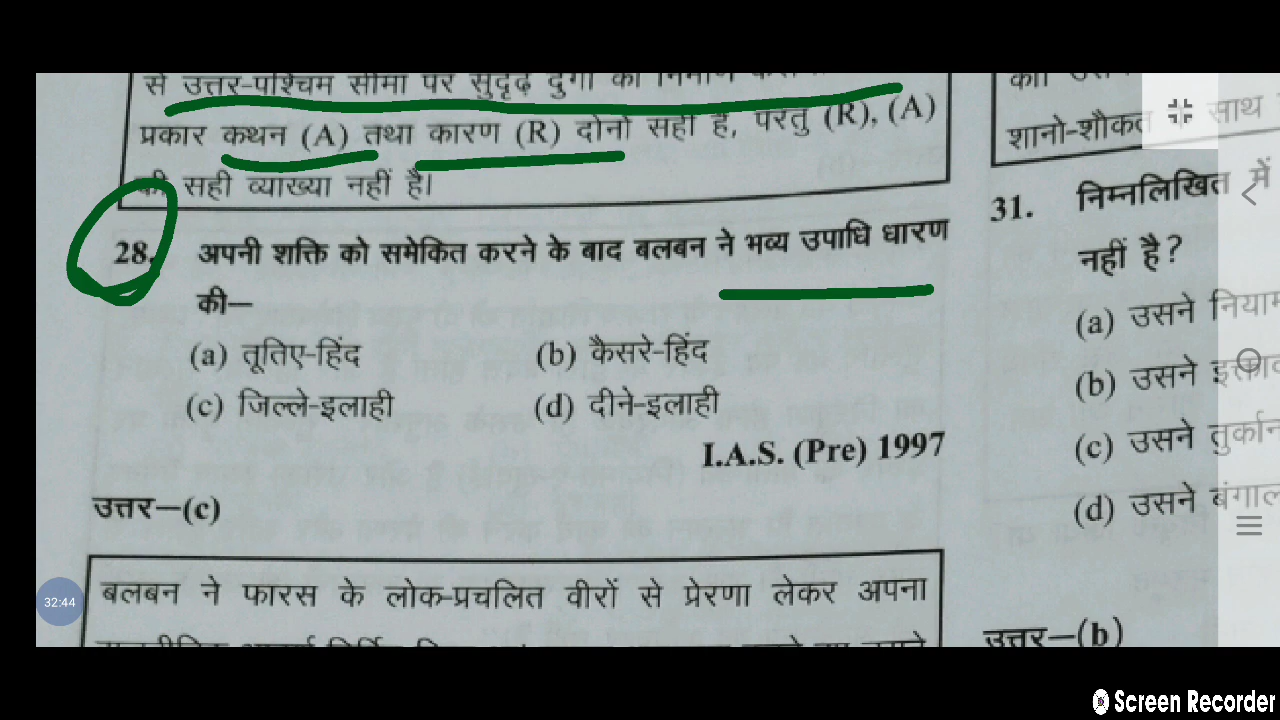 से उत्तर-पश्चिम सीमा पर सुदृढ़ दुर्गों का निर्माण
प्रकार कथन (A) तथा कारण (R) दोनों सही हैं, परंतु (R), (A)
की सही व्याख्या नहीं है।
28. अपनी शक्ति को समेकित करने के बाद बलबन ने भव्य उपाधि धारण
की—
(a) तूतिए-हिंद (b) कैसरे-हिंद
(c) जिल्ले-इलाही (d) दीने-इलाही
I.A.S. (Pre) 1997
उत्तर—(c)
बलबन ने फारस के लोक-प्रचलित वीरों से प्रेरणा लेकर अपना
शानो-शौकत साथ
31. निम्नलिखित में
नहीं है?
(a) उसने
(b) उसने
(c) उसने
(d) उसने
उत्तर—(b)
32:44
Screen Recorder